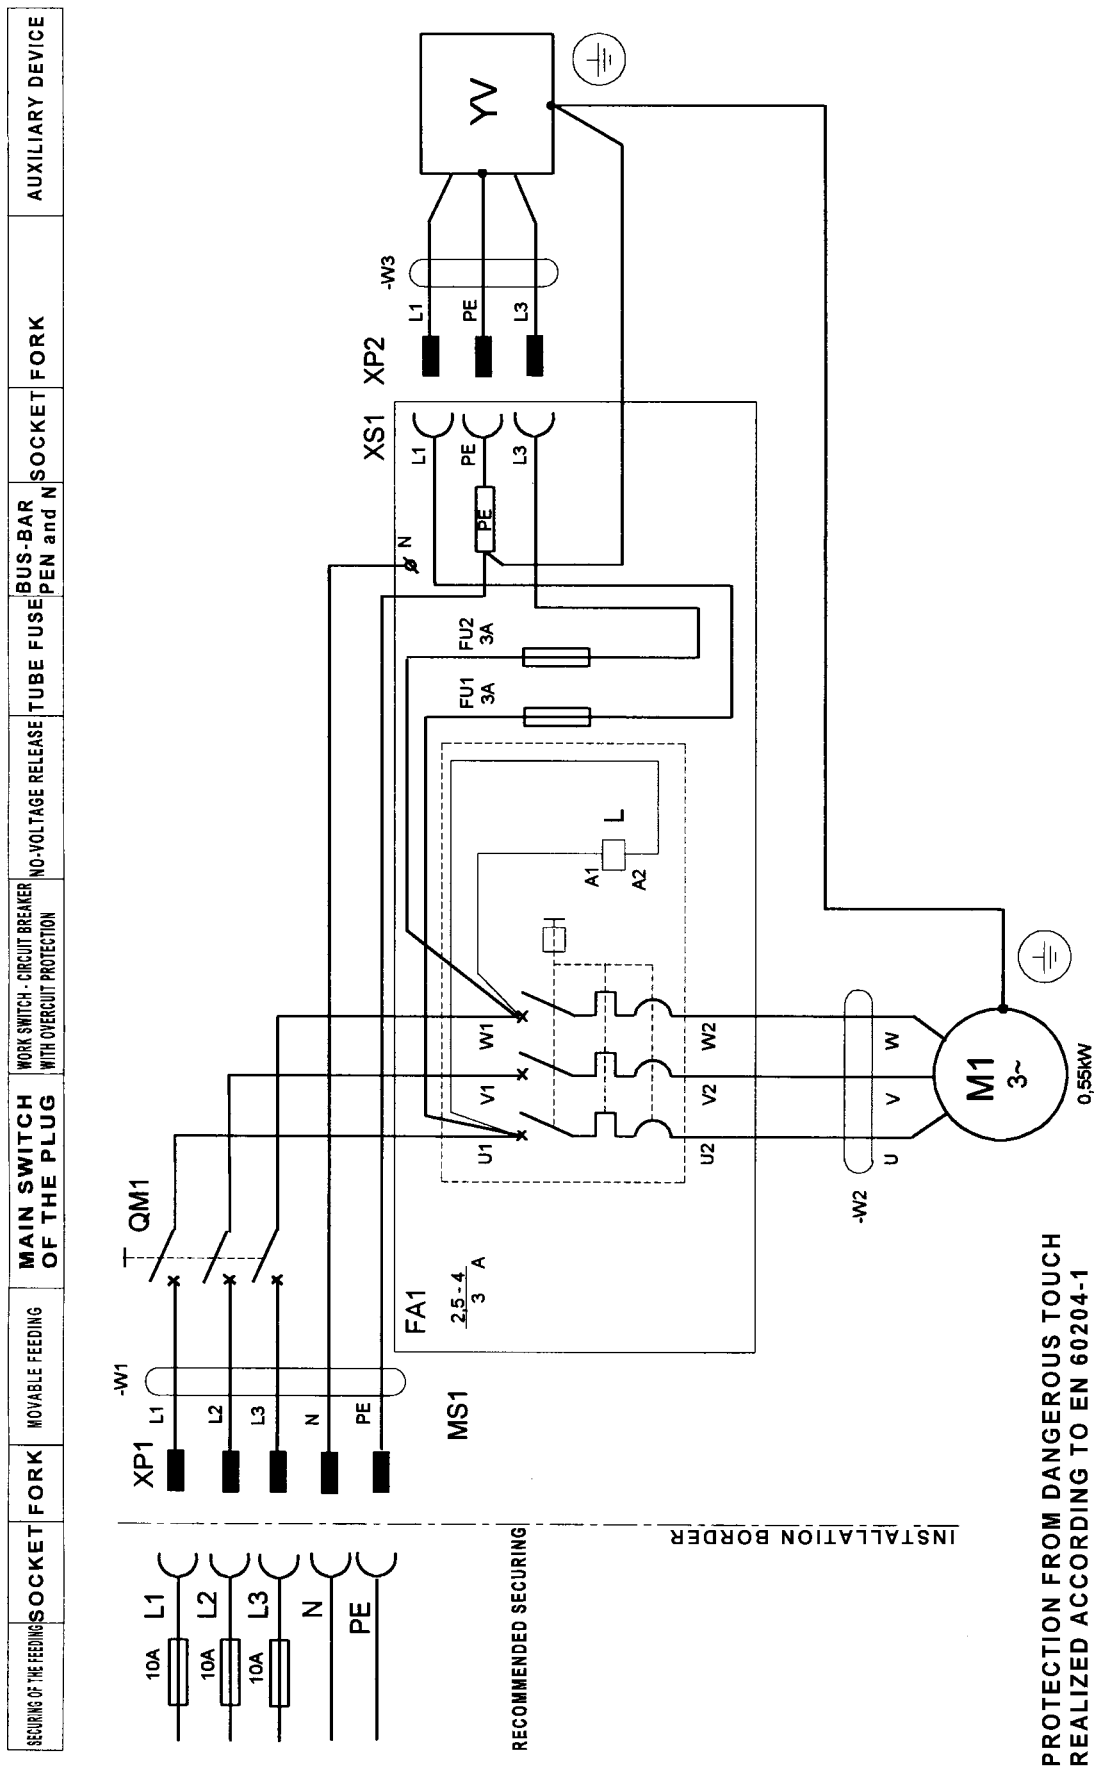 SECURING OF THE FEEDING
SOCKET
FORK
MOVABLE FEEDING
MAIN SWITCH
OF THE PLUG
WORK SWITCH - CIRCUIT BREAKER
WITH OVERCUIT PROTECTION
NO-VOLTAGE RELEASE
TUBE FUSE
BUS-BAR
PEN and N
SOCKET
FORK
AUXILIARY DEVICE
10A
L1
10A
L2
10A
L3
N
PE
XP1
-W1
L1
L2
L3
N
PE
QM1
RECOMMENDED SECURING
INSTALLATION BORDER
MS1
FA1
2,5 - 4
3
A
U1
V1
W1
U2
V2
W2
A1
A2
L
FU1
3A
FU2
3A
N
PE
XS1
L1
PE
L3
XP2
L1
PE
L3
-W3
YV
-W2
U
V
W
M1
3~
0,55kW
PROTECTION FROM DANGEROUS TOUCH
REALIZED ACCORDING TO EN 60204-1